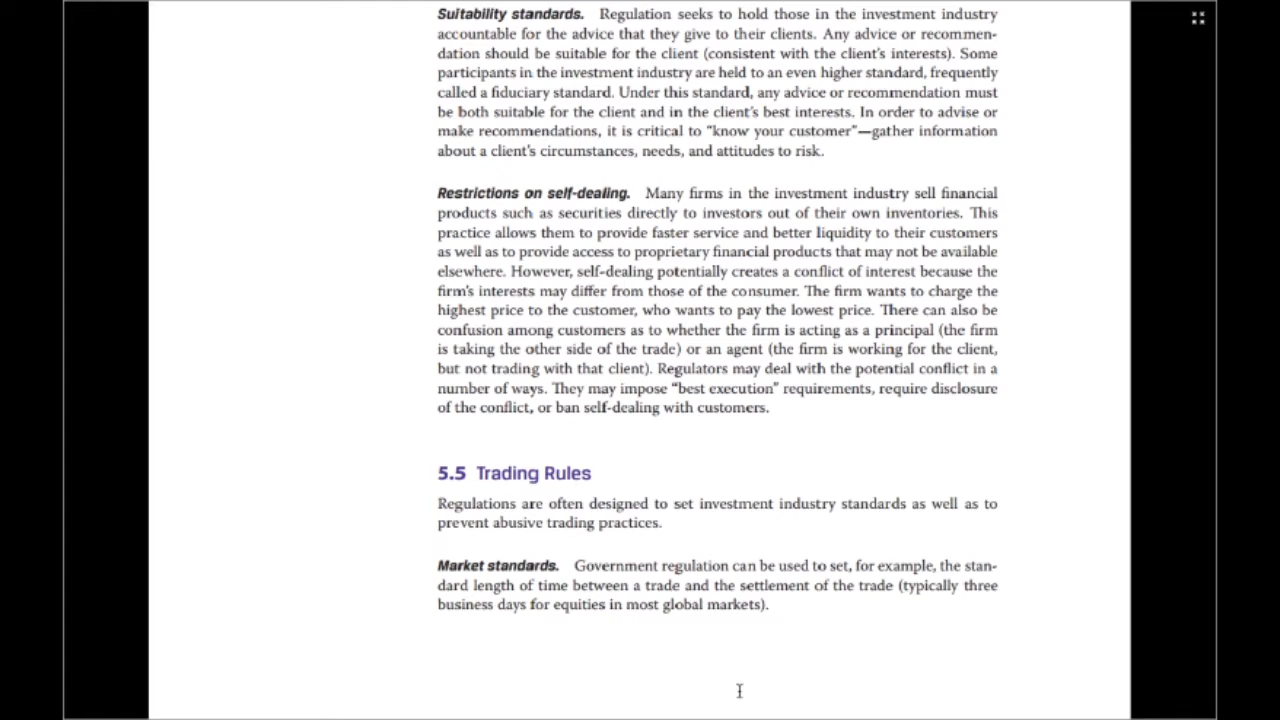 Suitability standards. Regulation seeks to hold those in the investment industry
accountable for the advice that they give to their clients. Any advice or recommen-
dation should be suitable for the client (consistent with the client's interests). Some
participants in the investment industry are held to an even higher standard, frequently
called a fiduciary standard. Under this standard, any advice or recommendation must
be both suitable for the client and in the client's best interests. In order to advise or
make recommendations, it is critical to "know your customer"—gather information
about a client's circumstances, needs, and attitudes to risk.
Restrictions on self-dealing. Many firms in the investment industry sell financial
products such as securities directly to investors out of their own inventories. This
practice allows them to provide faster service and better liquidity to their customers
as well as to provide access to proprietary financial products that may not be available
elsewhere. However, self-dealing potentially creates a conflict of interest because the
firm's interests may differ from those of the consumer. The firm wants to charge the
highest price to the customer, who wants to pay the lowest price. There can also be
confusion among customers as to whether the firm is acting as a principal (the firm
is taking the other side of the trade) or an agent (the firm is working for the client,
but not trading with that client). Regulators may deal with the potential conflict in a
number of ways. They may impose "best execution" requirements, require disclosure
of the conflict, or ban self-dealing with customers.
5.5 Trading Rules
Regulations are often designed to set investment industry standards as well as to
prevent abusive trading practices.
Market standards. Government regulation can be used to set, for example, the stan-
dard length of time between a trade and the settlement of the trade (typically three
business days for equities in most global markets).